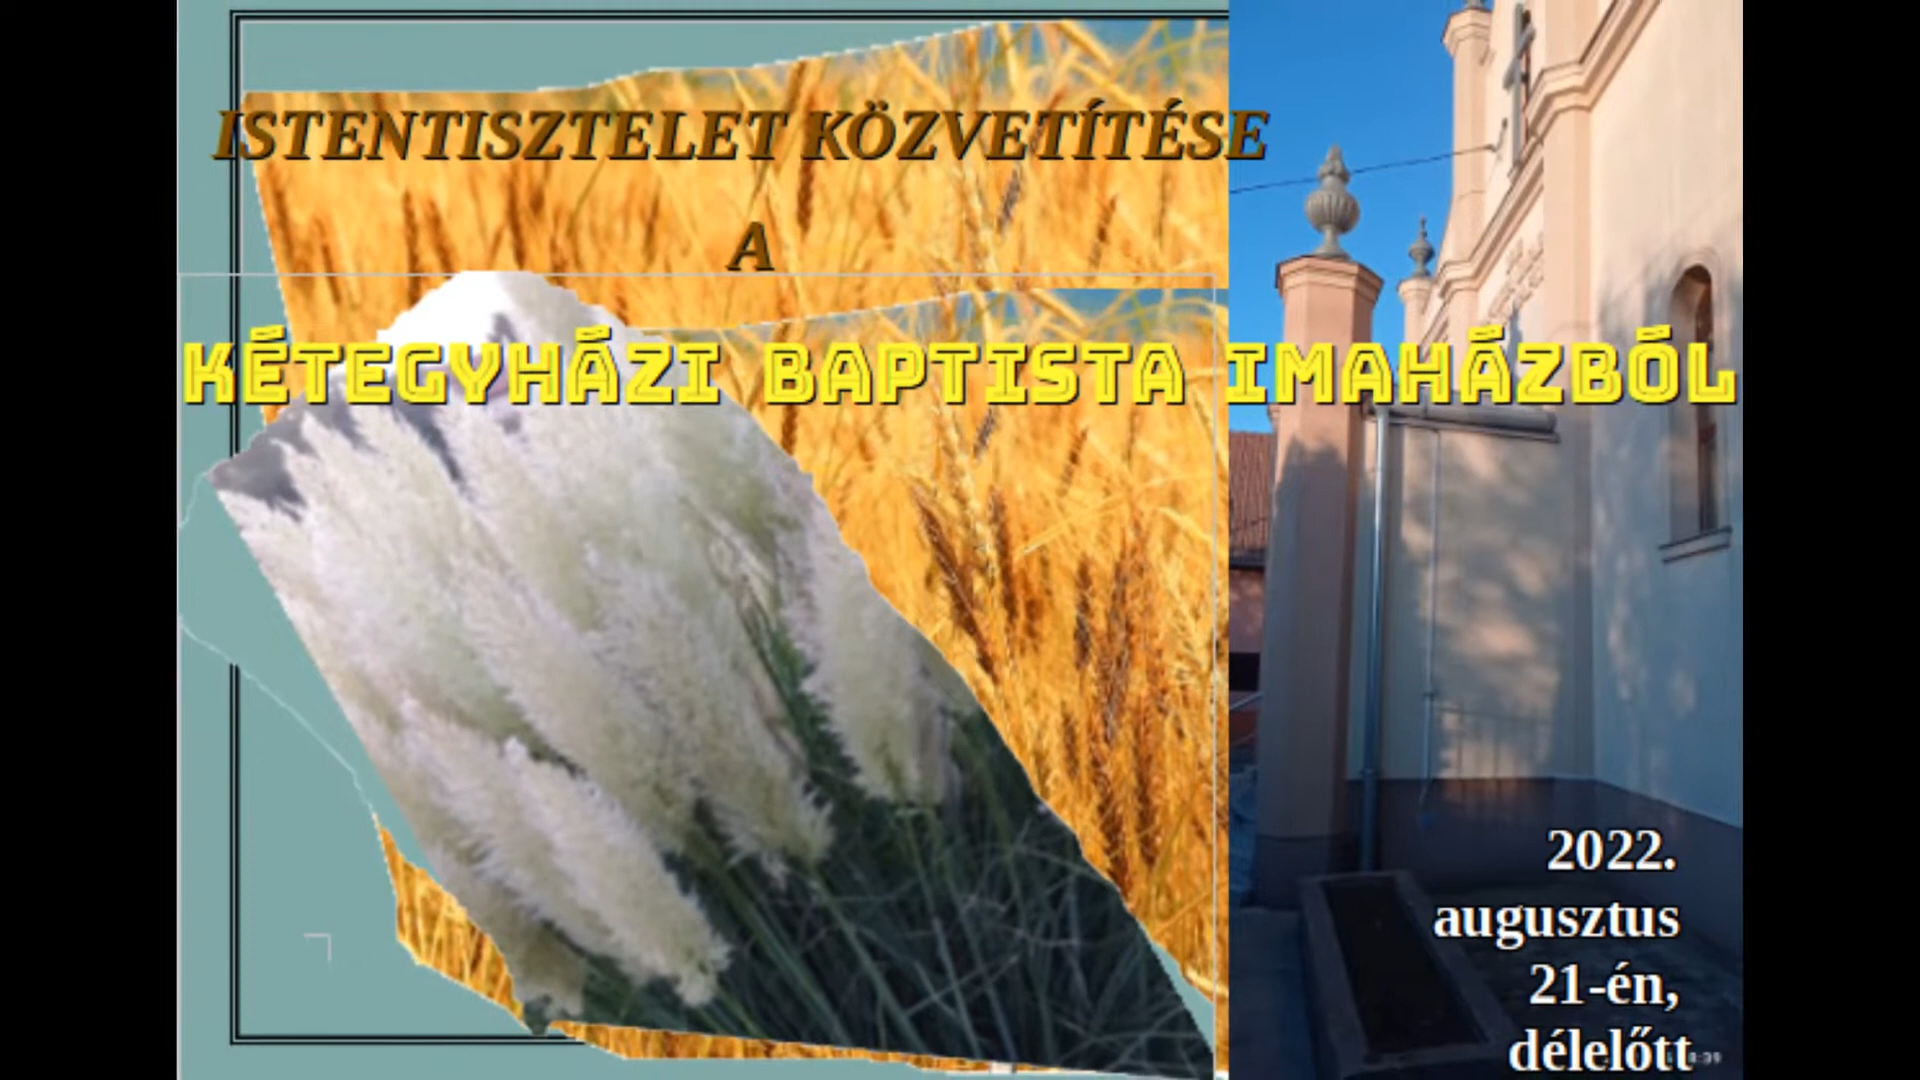 ISTENTISZTELET KÖZVETÍTÉSE
A
KÉTEGYHÁZI BAPTISTA IMAHÁZBÓL
2022.
augusztus
21-én,
délelőtt